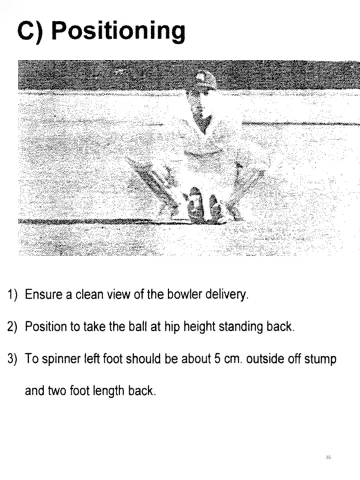 C) Positioning
1) Ensure a clean view of the bowler delivery.
2) Position to take the ball at hip height standing back.
3) To spinner left foot should be about 5 cm. outside off stump
and two foot length back.